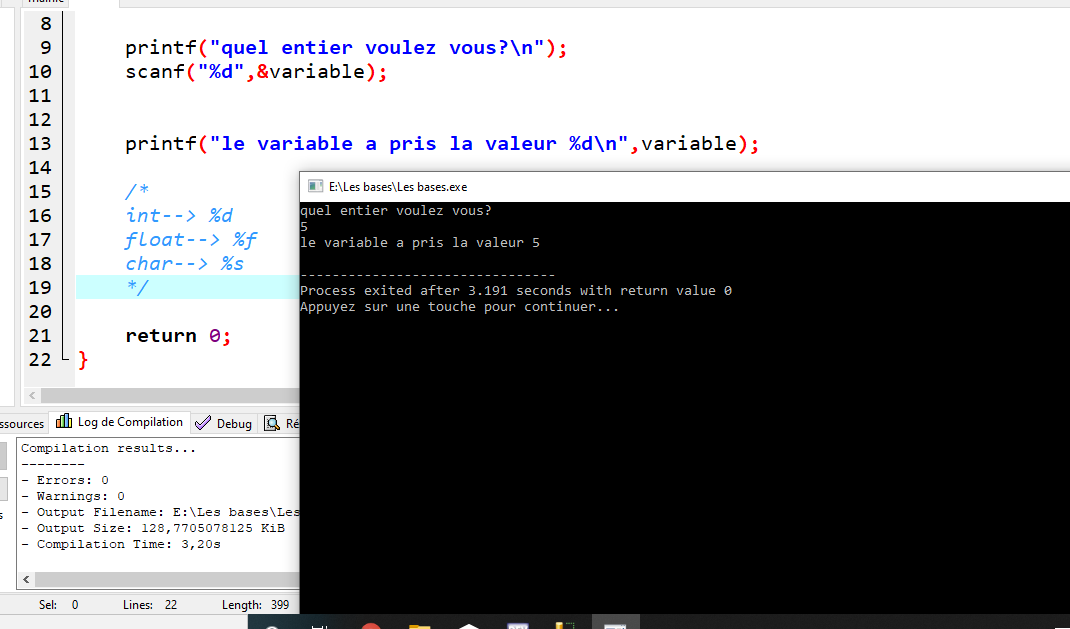 8
9 printf("quel entier voulez vous?\n");
10 scanf("%d",&variable);
11
12
13 printf("le variable a pris la valeur %d\n",variable);
14
15 /*
16 int--> %d
17 float--> %f
18 char--> %s
19 */
20
21 return 0;
22 }
E:\Les bases\Les bases.exe
quel entier voulez vous?
5
le variable a pris la valeur 5
--------------------------------
Process exited after 3.191 seconds with return value 0
Appuyez sur une touche pour continuer...
ssources Log de Compilation Debug Ré
Compilation results...
--------
- Errors: 0
- Warnings: 0
- Output Filename: E:\Les bases\Les
- Output Size: 128,7705078125 KiB
- Compilation Time: 3,20s
Sel: 0 Lines: 22 Length: 399